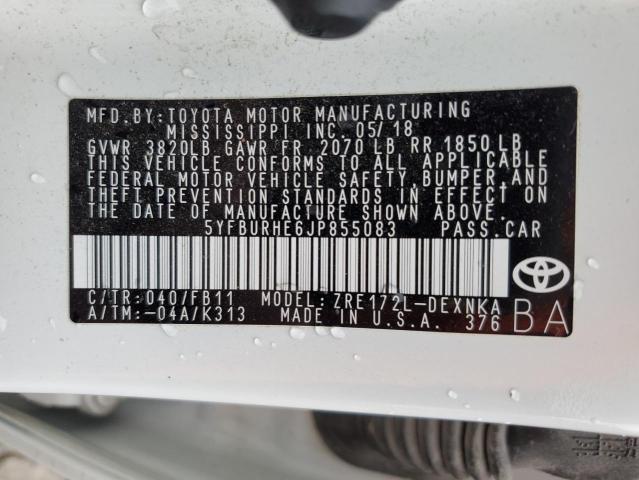 MFD. BY: TOYOTA MOTOR MANUFACTURING
MISSISSIPPI INC. 05/18
GVWR 3820LB GAWR FR 2070LB RR 1850LB
THIS VEHICLE CONFORMS TO ALL APPLICABLE
FEDERAL MOTOR VEHICLE SAFETY, BUMPER, AND
THEFT PREVENTION STANDARDS IN EFFECT ON
THE DATE OF MANUFACTURE SHOWN ABOVE.
5YFBURHE6JP855083 PASS.CAR
C/TR: 040/FB11 MODEL: ZRE172L-DEXNKA
A/TM: -04A/K313 MADE IN U.S.A. 376
BA